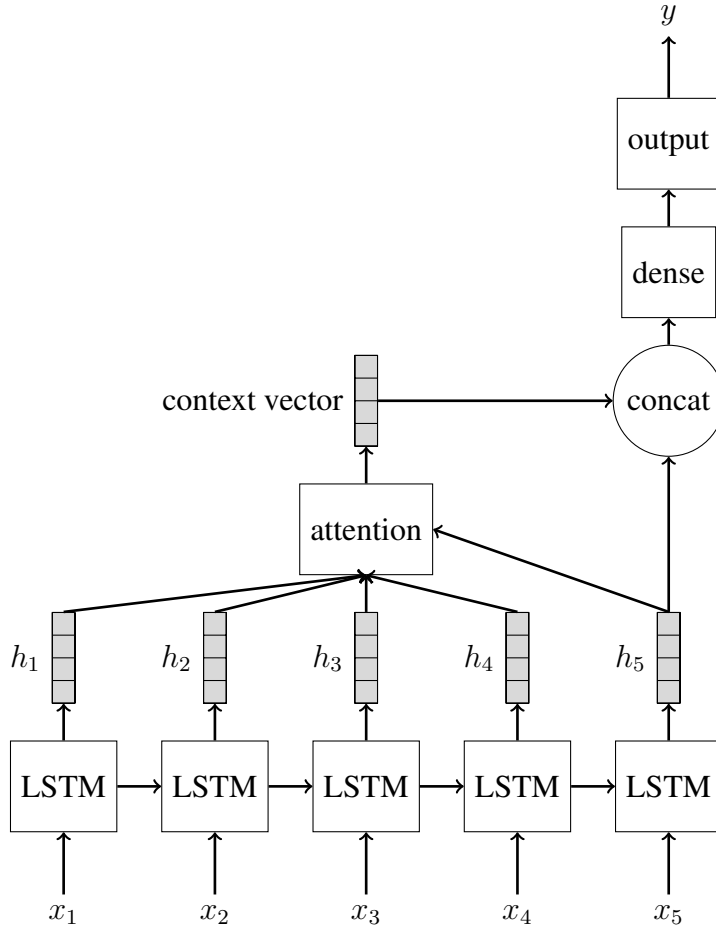 y
output
dense
context vector
concat
attention
h₁ h₂ h₃ h₄ h₅
LSTM LSTM LSTM LSTM LSTM
x₁ x₂ x₃ x₄ x₅